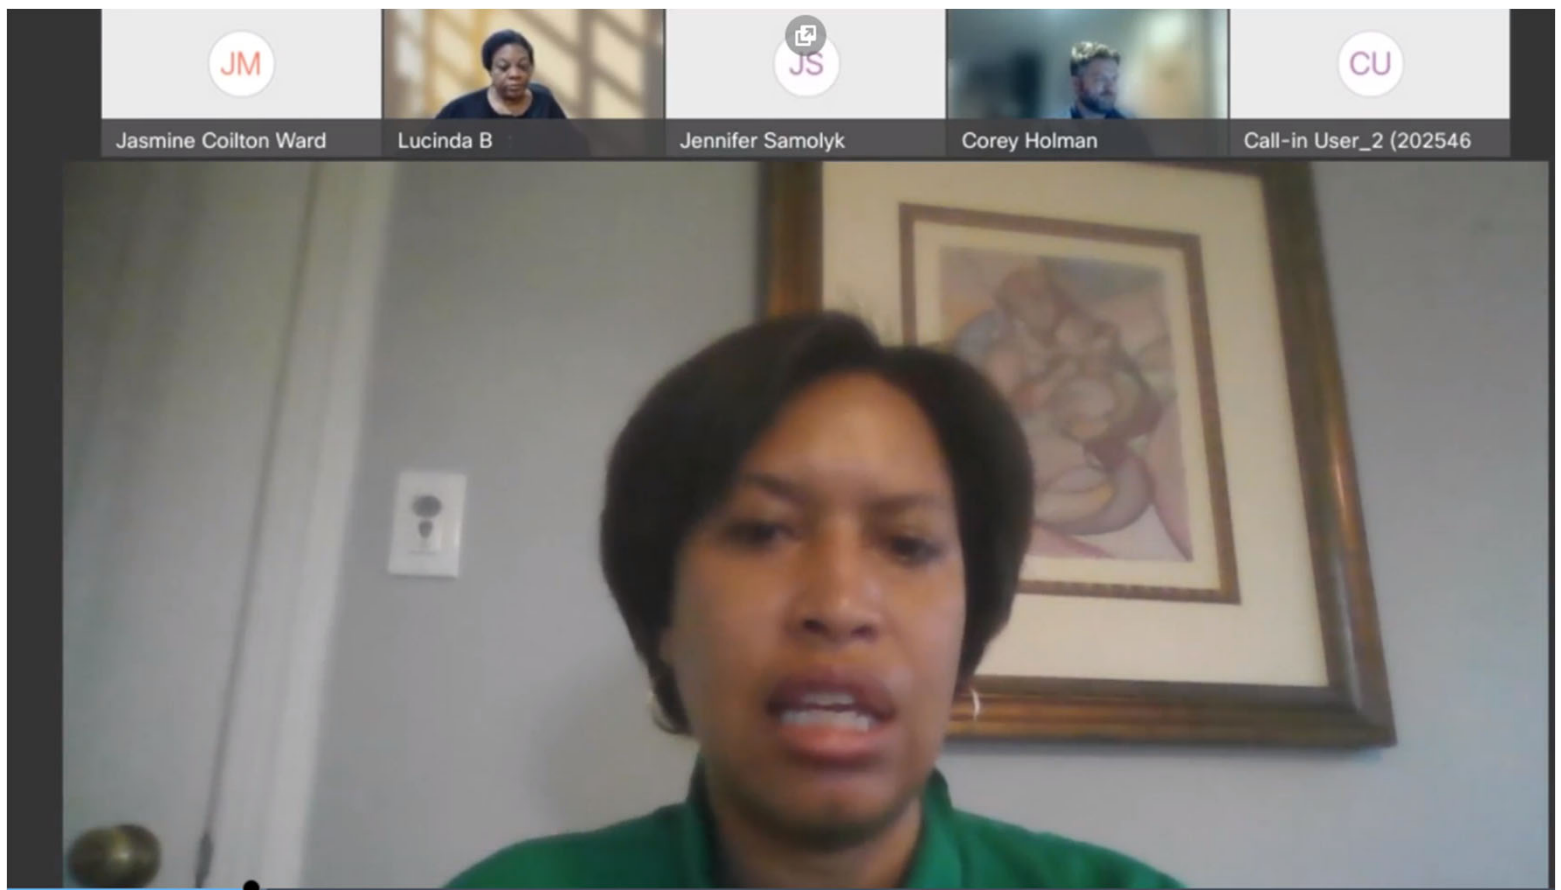 JM
JS
CU
Jasmine Coilton Ward
Lucinda B
Jennifer Samolyk
Corey Holman
Call-in User_2 (202546